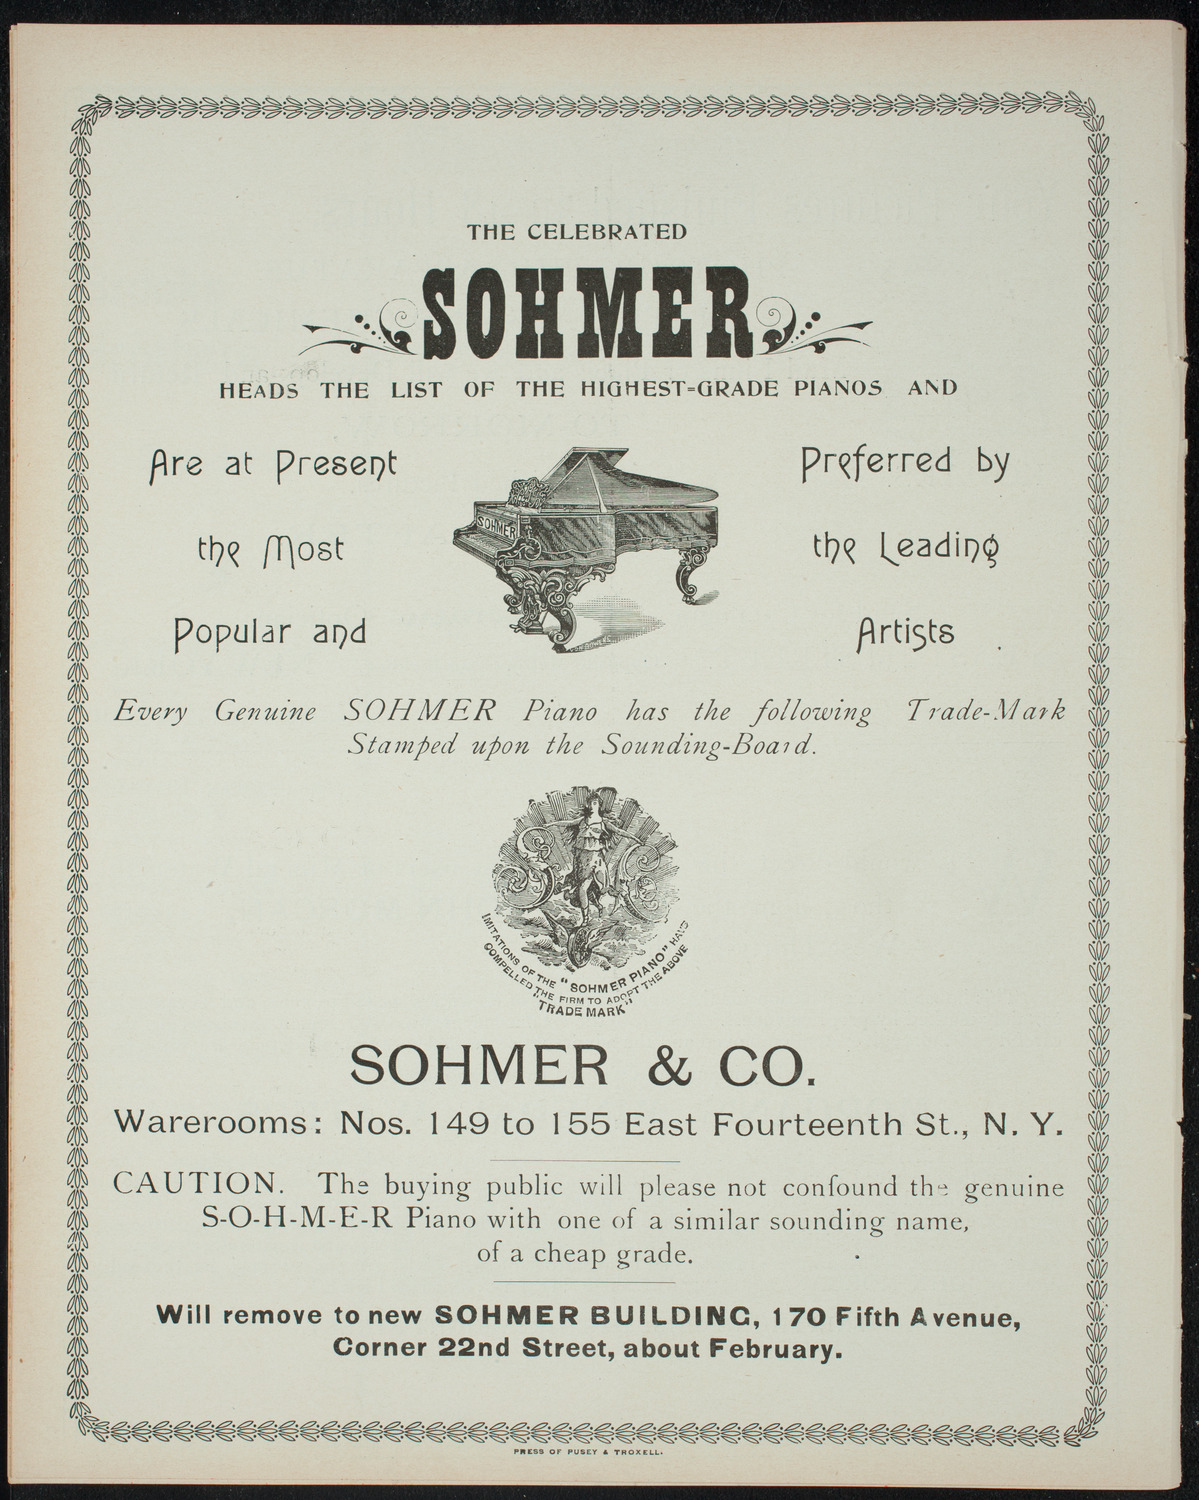 THE CELEBRATED
SOHMER
HEADS THE LIST OF THE HIGHEST=GRADE PIANOS AND
Are at Present
the Most
Popular and
SOHMER
Preferred by
the Leading
Artists
Every Genuine SOHMER Piano has the following Trade-Mark
Stamped upon the Sounding-Board.
IMITATIONS OF THE "SOHMER PIANO" HAVE
COMPELLED THE FIRM TO ADOPT THE ABOVE
"TRADE MARK"
SOHMER & CO.
Warerooms: Nos. 149 to 155 East Fourteenth St., N. Y.
CAUTION. The buying public will please not confound the genuine
S-O-H-M-E-R Piano with one of a similar sounding name,
of a cheap grade.
Will remove to new SOHMER BUILDING, 170 Fifth Avenue,
Corner 22nd Street, about February.
PRESS OF PUSEY & TROXELL.